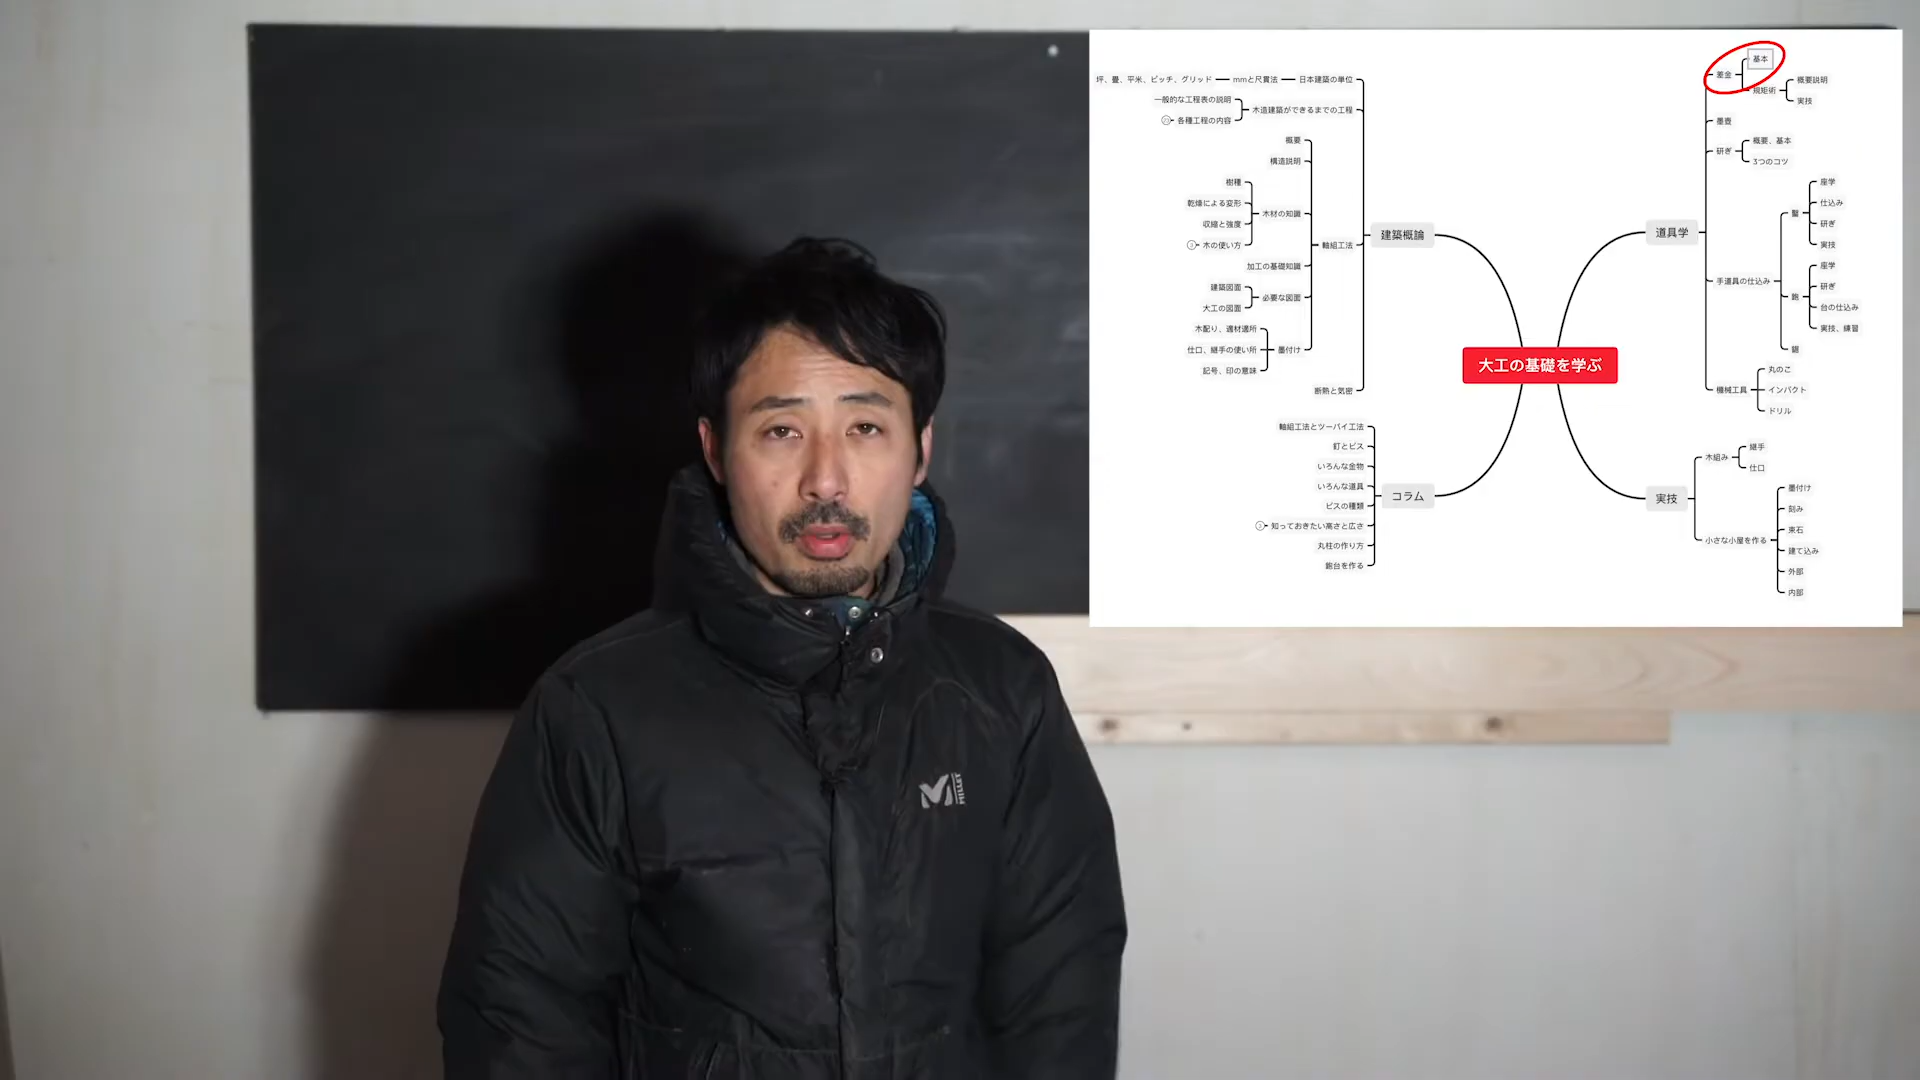 坪、畳、平米、ピッチ、グリッド
mmと尺貫法
日本建築の単位
一般的な工程表の説明
各種工程の内容
木造建築ができるまでの工程
概要
構造説明
樹種
乾燥による変形
収縮と強度
木の使い方
木材の知識
加工の基礎知識
建築図面
大工の図面
必要な図面
木配り、適材適所
仕口、継手の使い所
記号、印の意味
墨付け
軸組工法
断熱と気密
建築概論
軸組工法とツーバイ工法
釘とビス
いろんな金物
いろんな道具
ビスの種類
知っておきたい高さと広さ
丸柱の作り方
鉋台を作る
コラム
大工の基礎を学ぶ
道具学
差金
基本
規矩術
概要説明
実技
墨壺
研ぎ
概要、基本
3つのコツ
手道具の仕込み
鑿
座学
仕込み
研ぎ
実技
鉋
座学
研ぎ
台の仕込み
実技、練習
鋸
機械工具
丸のこ
インパクト
ドリル
実技
木組み
継手
仕口
小さな小屋を作る
墨付け
刻み
束石
建て込み
外部
内部
MILLET